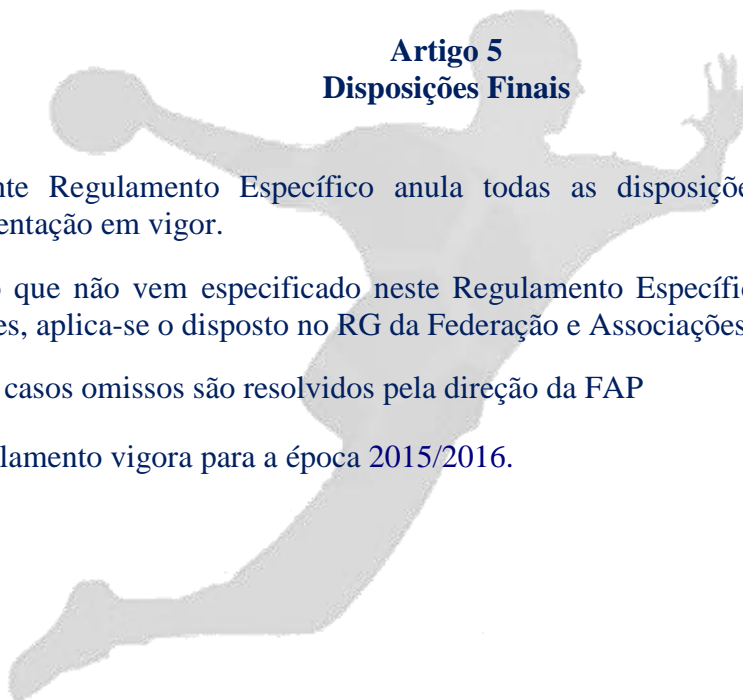 Artigo 5
Disposições Finais
nte Regulamento Específico anula todas as disposiçõe
entação em vigor.
que não vem especificado neste Regulamento Específic
es, aplica-se o disposto no RG da Federação e Associações
casos omissos são resolvidos pela direção da FAP
lamento vigora para a época 2015/2016.